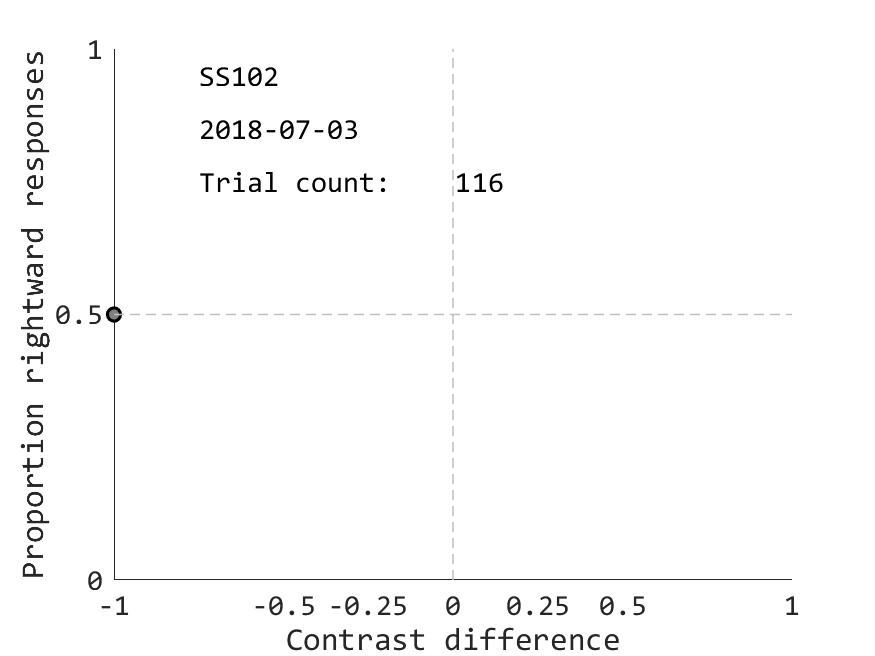 1
SS102
2018-07-03
Trial count: 116
Proportion rightward responses
0.5
0
-1 -0.5 -0.25 0 0.25 0.5 1
Contrast difference